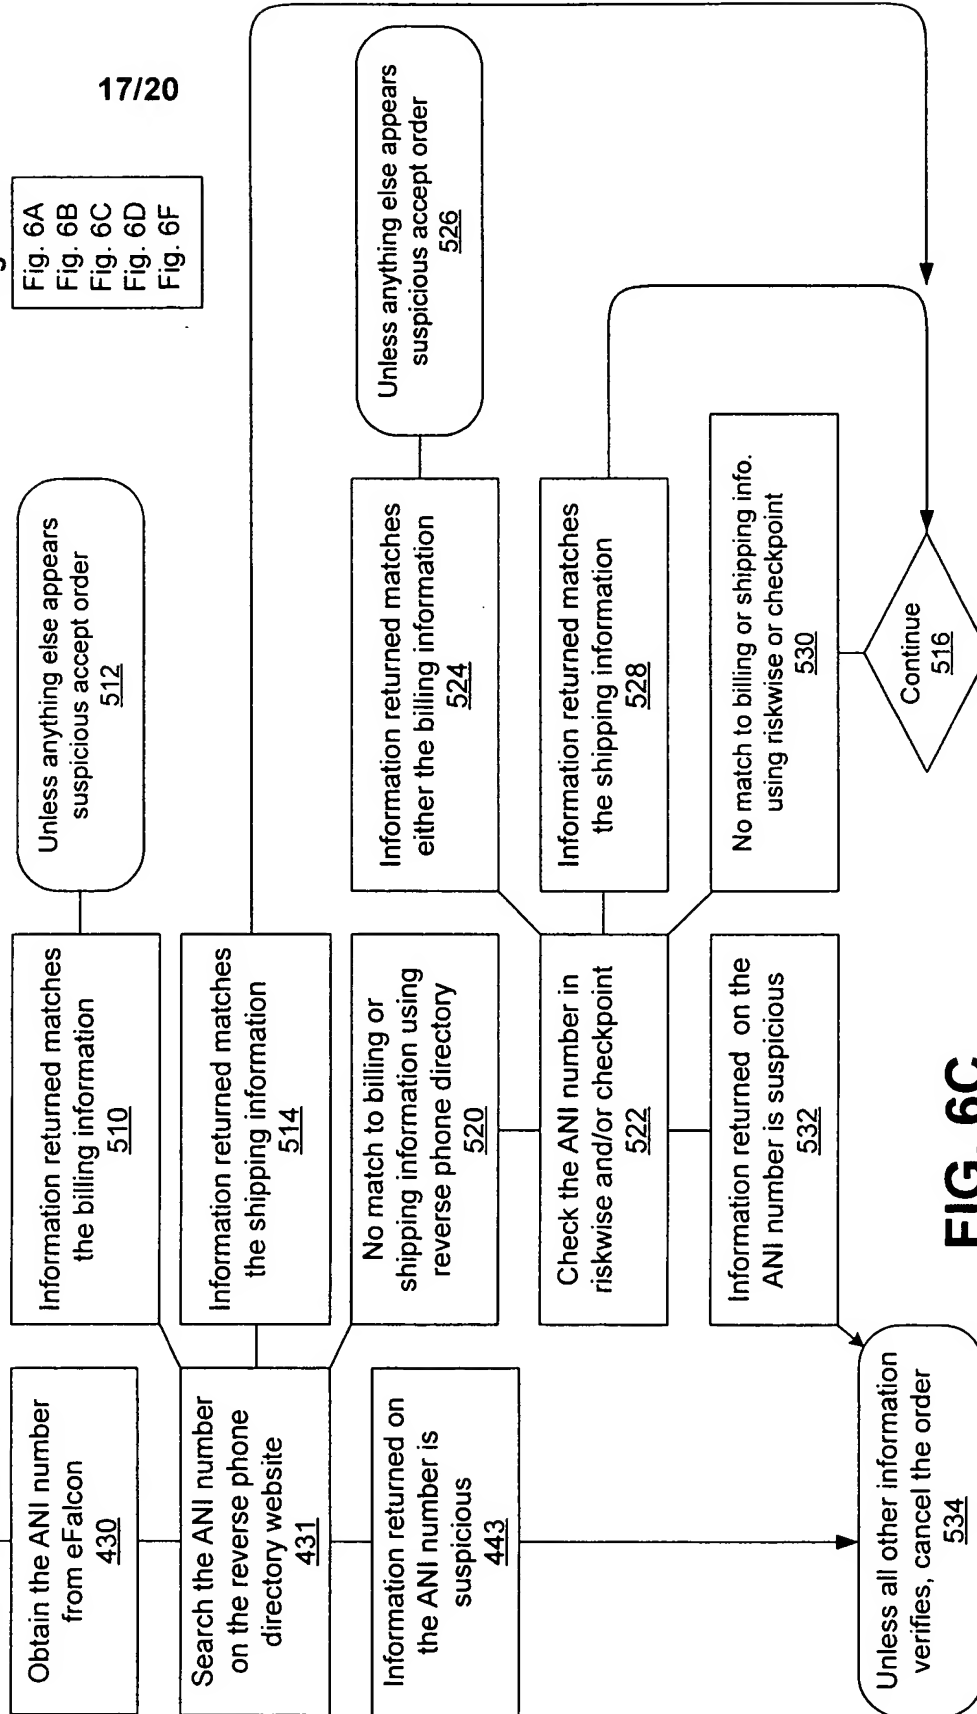 17/20
Fig. 6A
Fig. 6B
Fig. 6C
Fig. 6D
Fig. 6F
Obtain the ANI number
from eFalcon
430
Search the ANI number
on the reverse phone
directory website
431
Information returned on
the ANI number is
suspicious
443
Unless all other information
verifies, cancel the order
534
Information returned matches
the billing information
510
Unless anything else appears
suspicious accept order
512
Information returned matches
the shipping information
514
No match to billing or
shipping information using
reverse phone directory
520
Check the ANI number in
riskwise and/or checkpoint
522
Information returned on the
ANI number is suspicious
532
Information returned matches
either the billing information
524
Unless anything else appears
suspicious accept order
526
Information returned matches
the shipping information
528
No match to billing or shipping info.
using riskwise or checkpoint
530
Continue
516
FIG. 6C